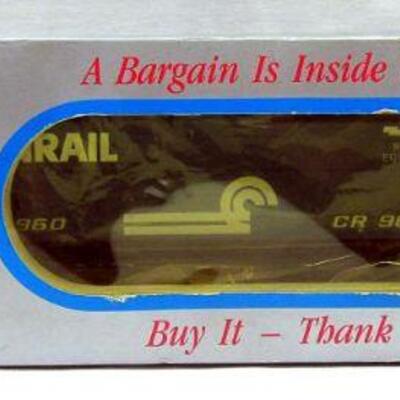 A Bargain Is Inside
RAIL
960
CR 96
Buy It – Thank